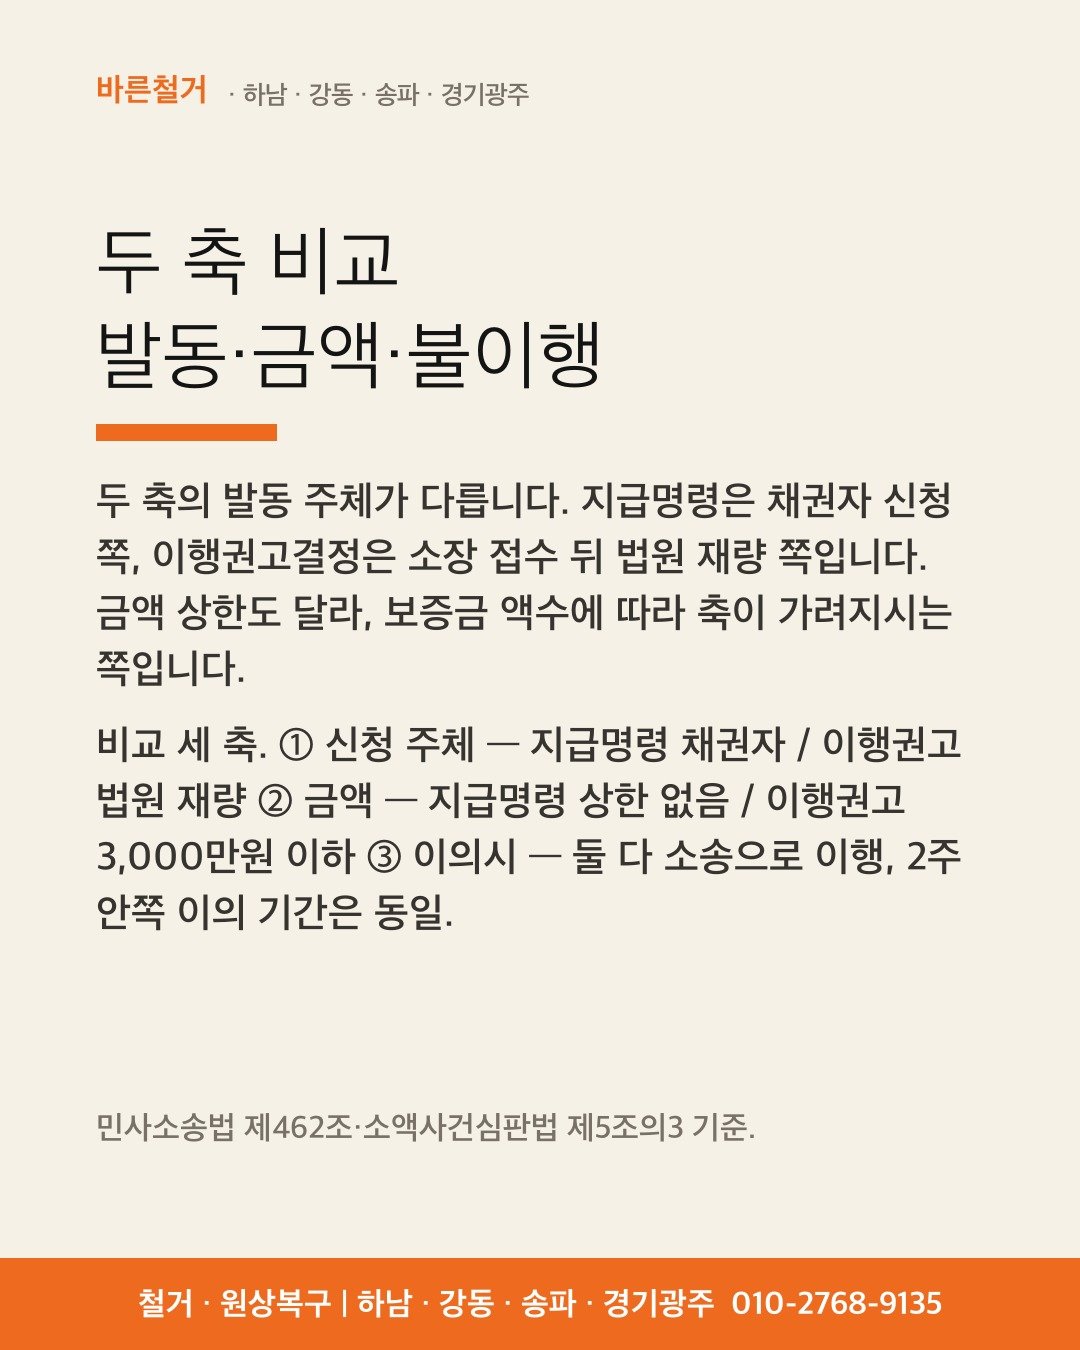 바른철거 · 하남 · 강동 · 송파 · 경기광주
두 축 비교
발동·금액·불이행
두 축의 발동 주체가 다릅니다. 지급명령은 채권자 신청
쪽, 이행권고결정은 소장 접수 뒤 법원 재량 쪽입니다.
금액 상한도 달라, 보증금 액수에 따라 축이 가려지시는
쪽입니다.
비교 세 축. ① 신청 주체 — 지급명령 채권자 / 이행권고
법원 재량 ② 금액 — 지급명령 상한 없음 / 이행권고
3,000만원 이하 ③ 이의시 — 둘 다 소송으로 이행, 2주
안쪽 이의 기간은 동일.
민사소송법 제462조·소액사건심판법 제5조의3 기준.
철거 · 원상복구 | 하남 · 강동 · 송파 · 경기광주 010-2768-9135